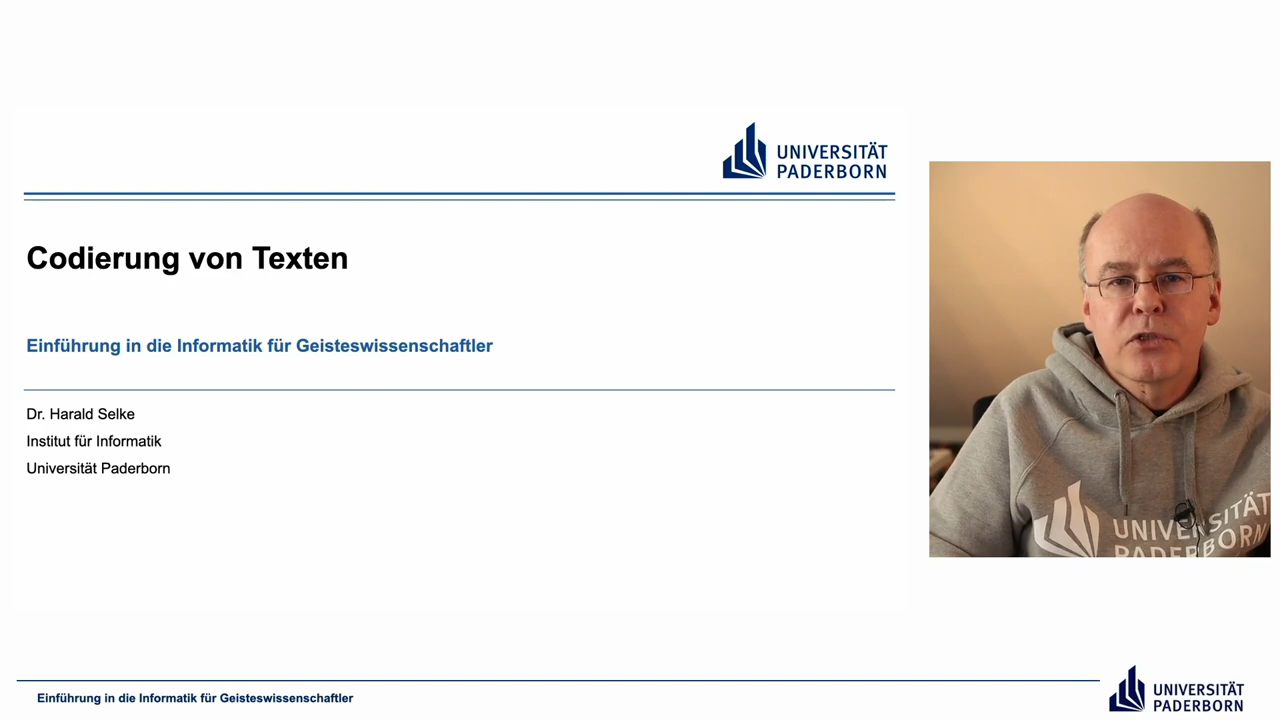 UNIVERSITÄT
PADERBORN
Codierung von Texten
Einführung in die Informatik für Geisteswissenschaftler
Dr. Harald Selke
Institut für Informatik
Universität Paderborn
UNIVERSITÄT
PADERBORN
Einführung in die Informatik für Geisteswissenschaftler
UNIVERSITÄT
PADERBORN